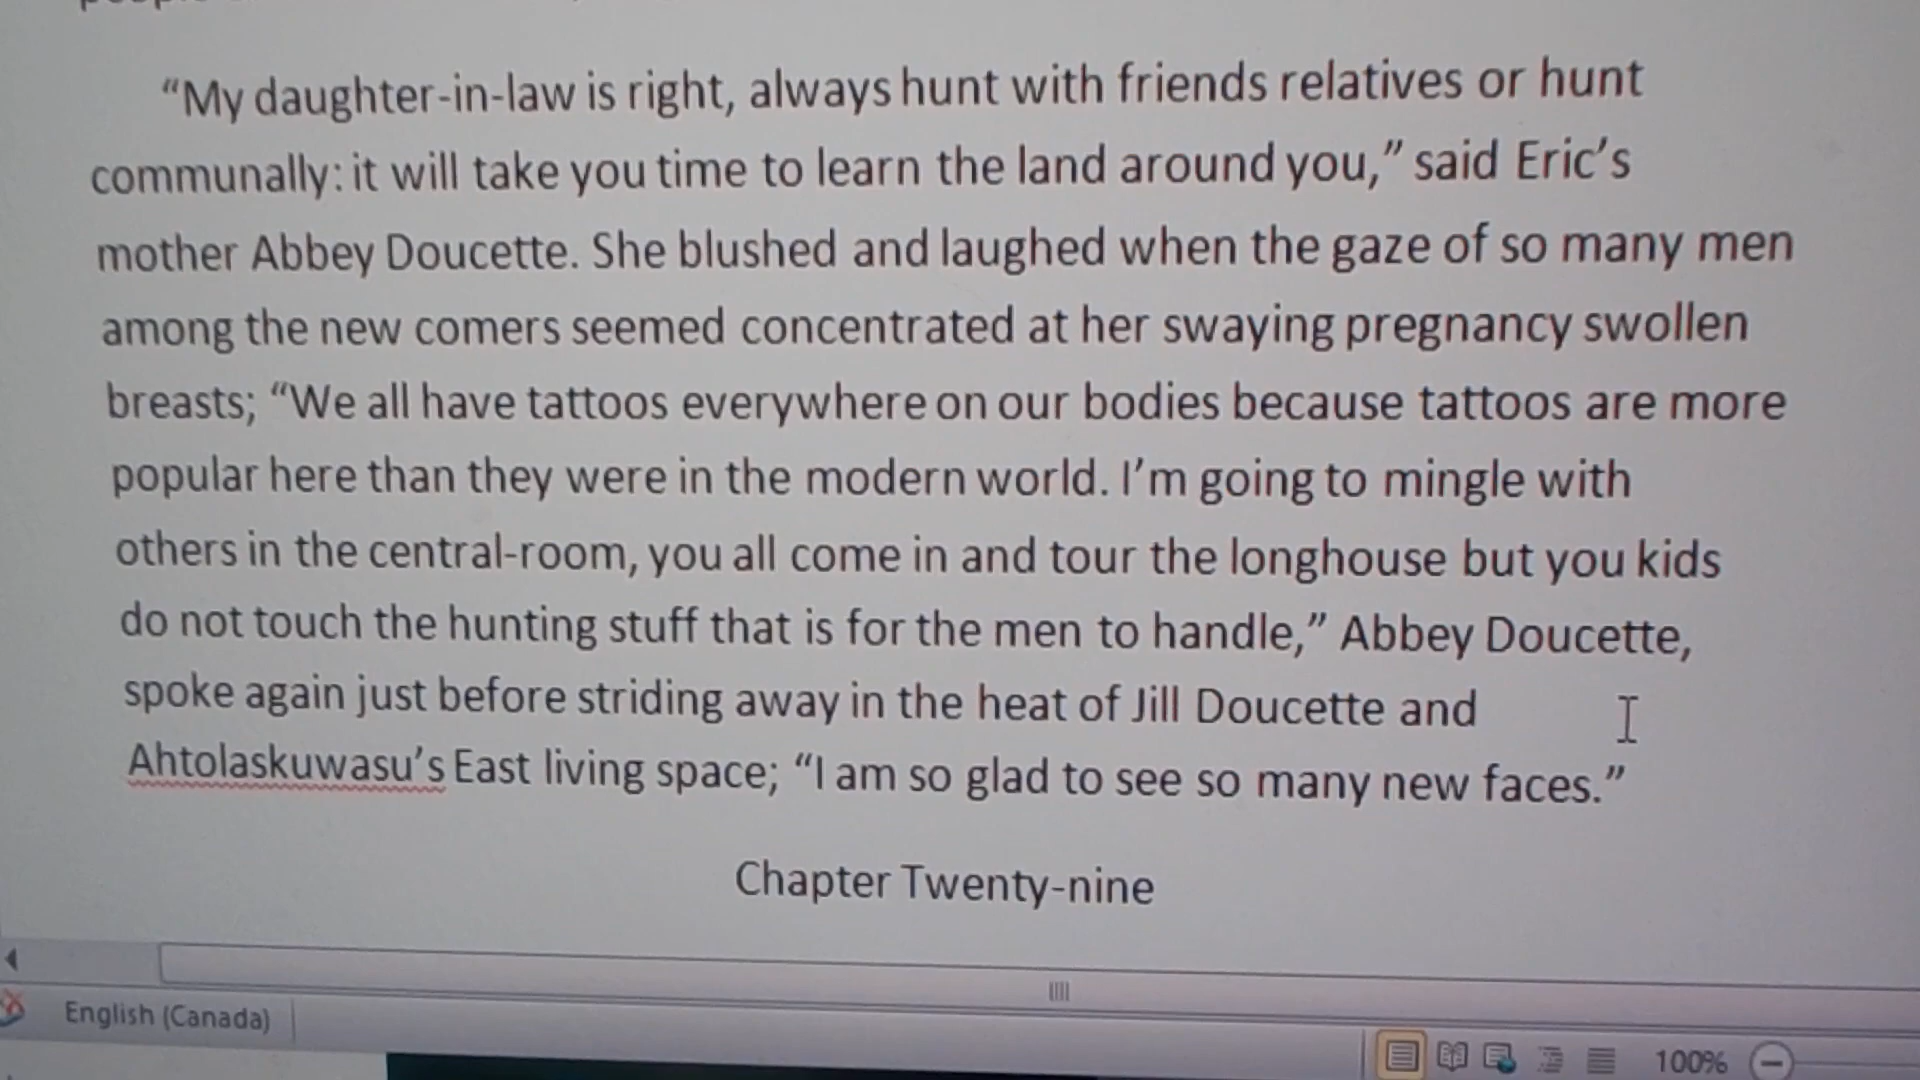 “My daughter-in-law is right, always hunt with friends relatives or hunt
communally: it will take you time to learn the land around you,” said Eric’s
mother Abbey Doucette. She blushed and laughed when the gaze of so many men
among the new comers seemed concentrated at her swaying pregnancy swollen
breasts; “We all have tattoos everywhere on our bodies because tattoos are more
popular here than they were in the modern world. I’m going to mingle with
others in the central-room, you all come in and tour the longhouse but you kids
do not touch the hunting stuff that is for the men to handle,” Abbey Doucette,
spoke again just before striding away in the heat of Jill Doucette and
Ahtolaskuwasu’s East living space; “I am so glad to see so many new faces.”
Chapter Twenty-nine
English (Canada)
100%